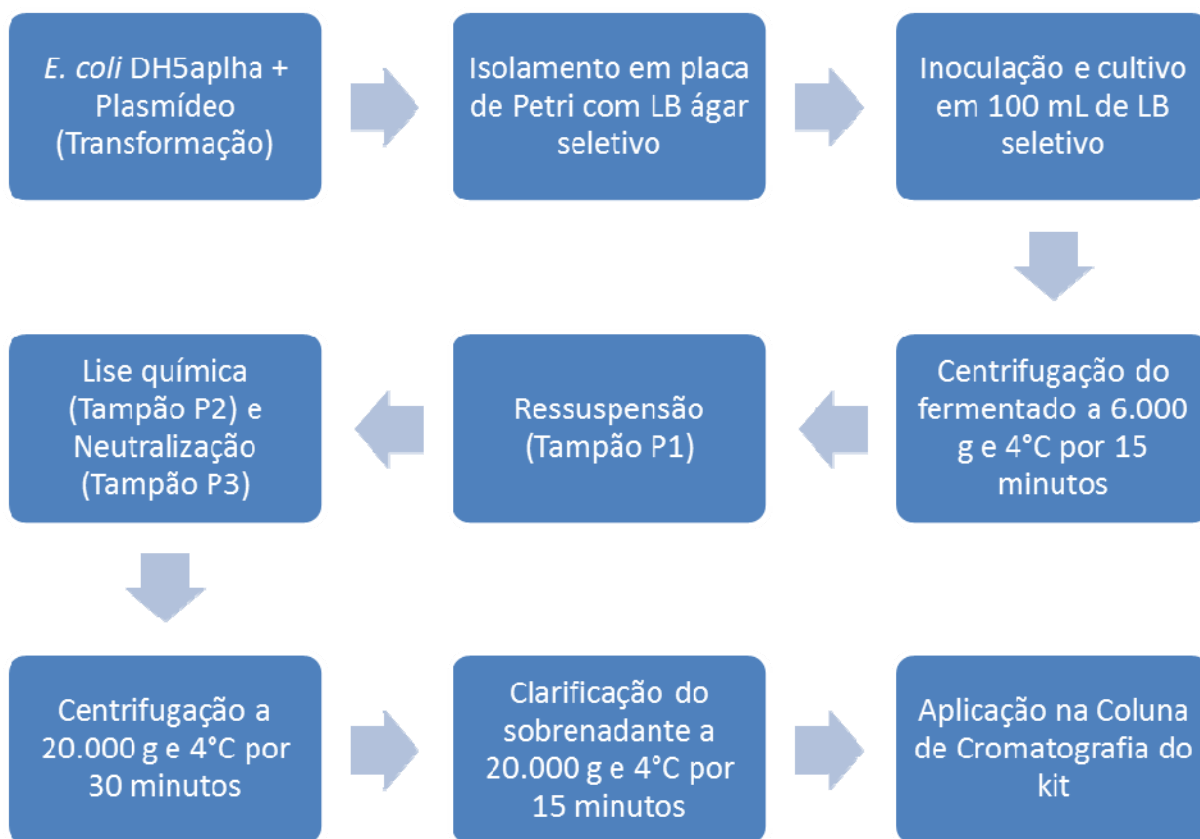 E. coli DH5aplha +
Plasmídeo
(Transformação)
Isolamento em placa
de Petri com LB ágar
seletivo
Inoculação e cultivo
em 100 mL de LB
seletivo
Centrifugação do
fermentado a 6.000
g e 4°C por 15
minutos
Ressuspensão
(Tampão P1)
Lise química
(Tampão P2) e
Neutralização
(Tampão P3)
Centrifugação a
20.000 g e 4°C por
30 minutos
Clarificação do
sobrenadante a
20.000 g e 4°C por
15 minutos
Aplicação na Coluna
de Cromatografia do
kit